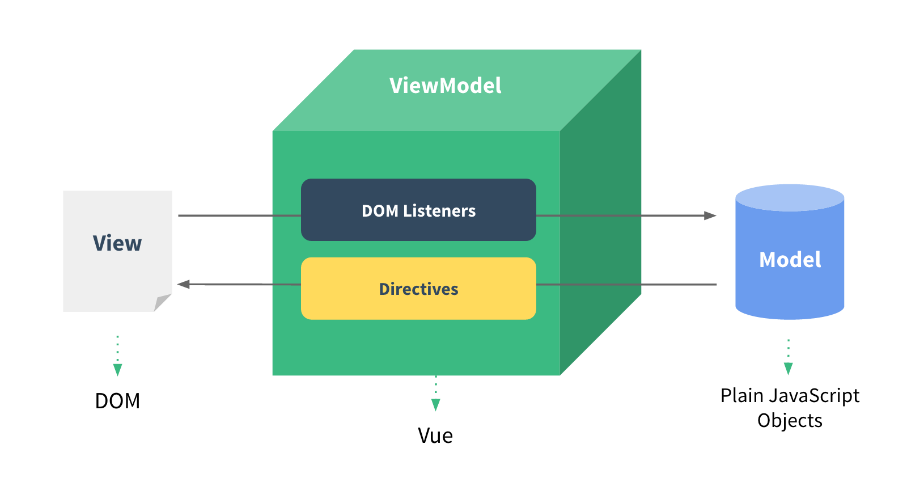 ViewModel
DOM Listeners
View
Model
Directives
DOM
Plain JavaScript
Objects
Vue